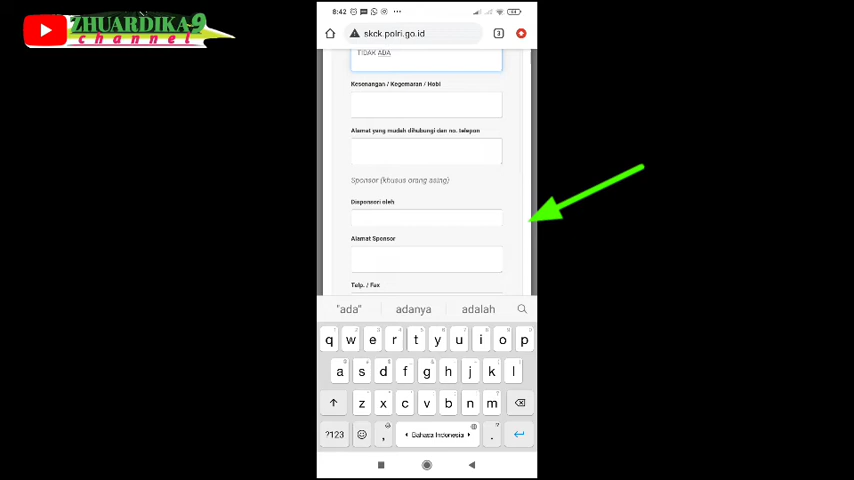 ZHUARDIKA9
channel
8:42
skck.polri.go.id
3
TIDAK ADA
Kesenangan / Kegemaran / Hobi
Alamat yang mudah dihubungi dan no. telepon
Sponsor (khusus orang asing)
Disponsori oleh
Alamat Sponsor
Telp. / Fax
"ada" adanya adalah
q w e r t y u i o p
a s d f g h j k l
z x c v b n m
?123 , Bahasa Indonesia .